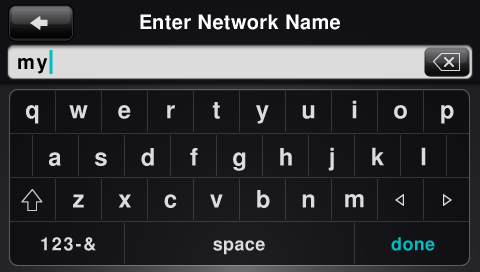 Enter Network Name
my
q w e r t y u i o p
a s d f g h j k l
z x c v b n m
123-& space done